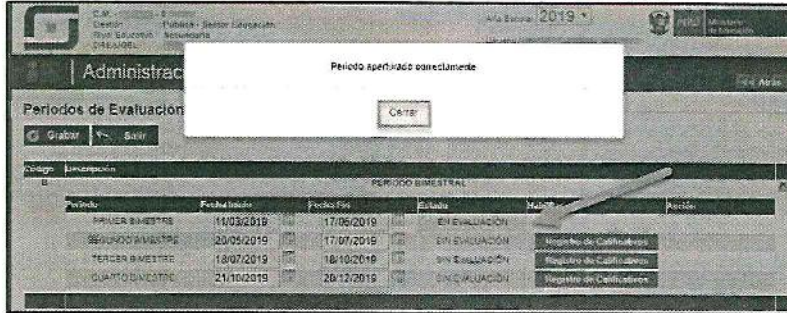 C.M.
Gestión Pública - Sector Educación
Nivel Educativo Secundaria
DRE/UGEL
Año Escolar 2019
PERÚ Ministerio de Educación
Administrac
Periodo aperturado correctamente
Cerrar
Atrás
Periodos de Evaluación
Grabar Salir
Código Descripción
B PERIODO BIMESTRAL
Periodo Fecha Inicio Fecha Fin Estado Acción
PRIMER BIMESTRE 11/03/2019 17/05/2019 EN EVALUACIÓN
SEGUNDO BIMESTRE 20/05/2019 17/07/2019 SIN EVALUACIÓN Registro de Calificativos
TERCER BIMESTRE 18/07/2019 18/10/2019 SIN EVALUACIÓN Registro de Calificativos
CUARTO BIMESTRE 21/10/2019 20/12/2019 SIN EVALUACIÓN Registro de Calificativos